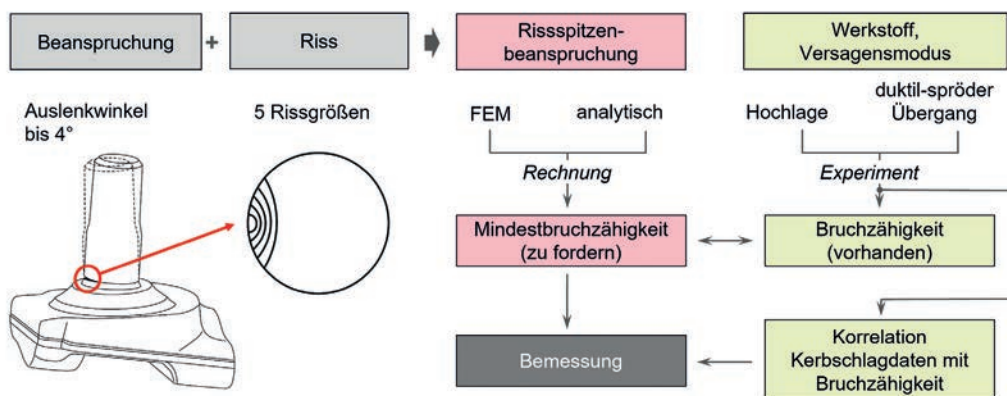 Beanspruchung
+
Riss
Rissspitzen-
beanspruchung
Werkstoff,
Versagensmodus
Auslenkwinkel
bis 4°
5 Rissgrößen
FEM
analytisch
Rechnung
Hochlage
duktil-spröder
Übergang
Experiment
Mindestbruchzähigkeit
(zu fordern)
Bruchzähigkeit
(vorhanden)
Bemessung
Korrelation
Kerbschlagdaten mit
Bruchzähigkeit